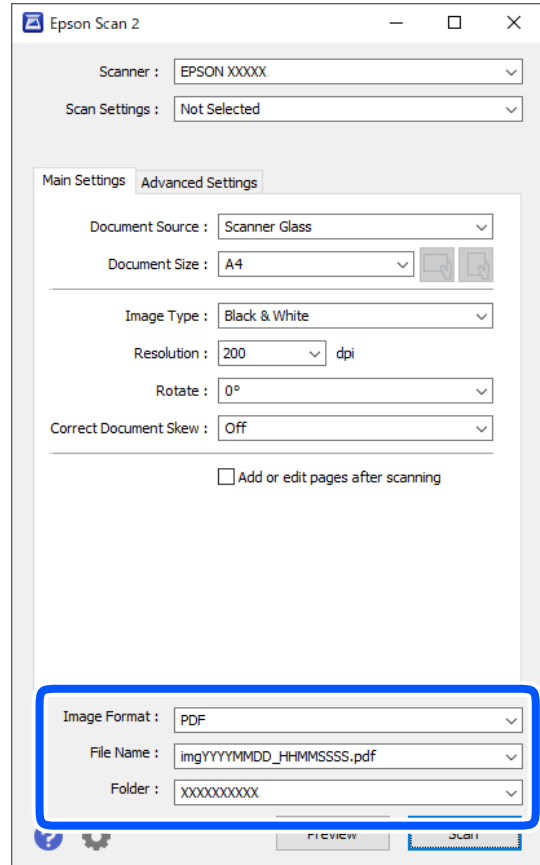 Epson Scan 2
Scanner : EPSON XXXXX
Scan Settings : Not Selected
Main Settings Advanced Settings
Document Source : Scanner Glass
Document Size : A4
Image Type : Black & White
Resolution : 200 dpi
Rotate : 0°
Correct Document Skew : Off
Add or edit pages after scanning
Image Format : PDF
File Name : imgYYYYMMDD_HHMMSSSS.pdf
Folder : XXXXXXXXXX
Preview Scan